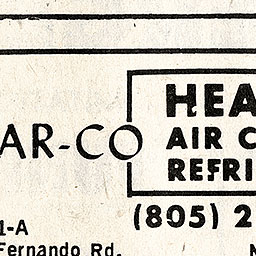 HEA
AR-CO
AIR C
REFRI
(805) 2
1-A
Fernando Rd.